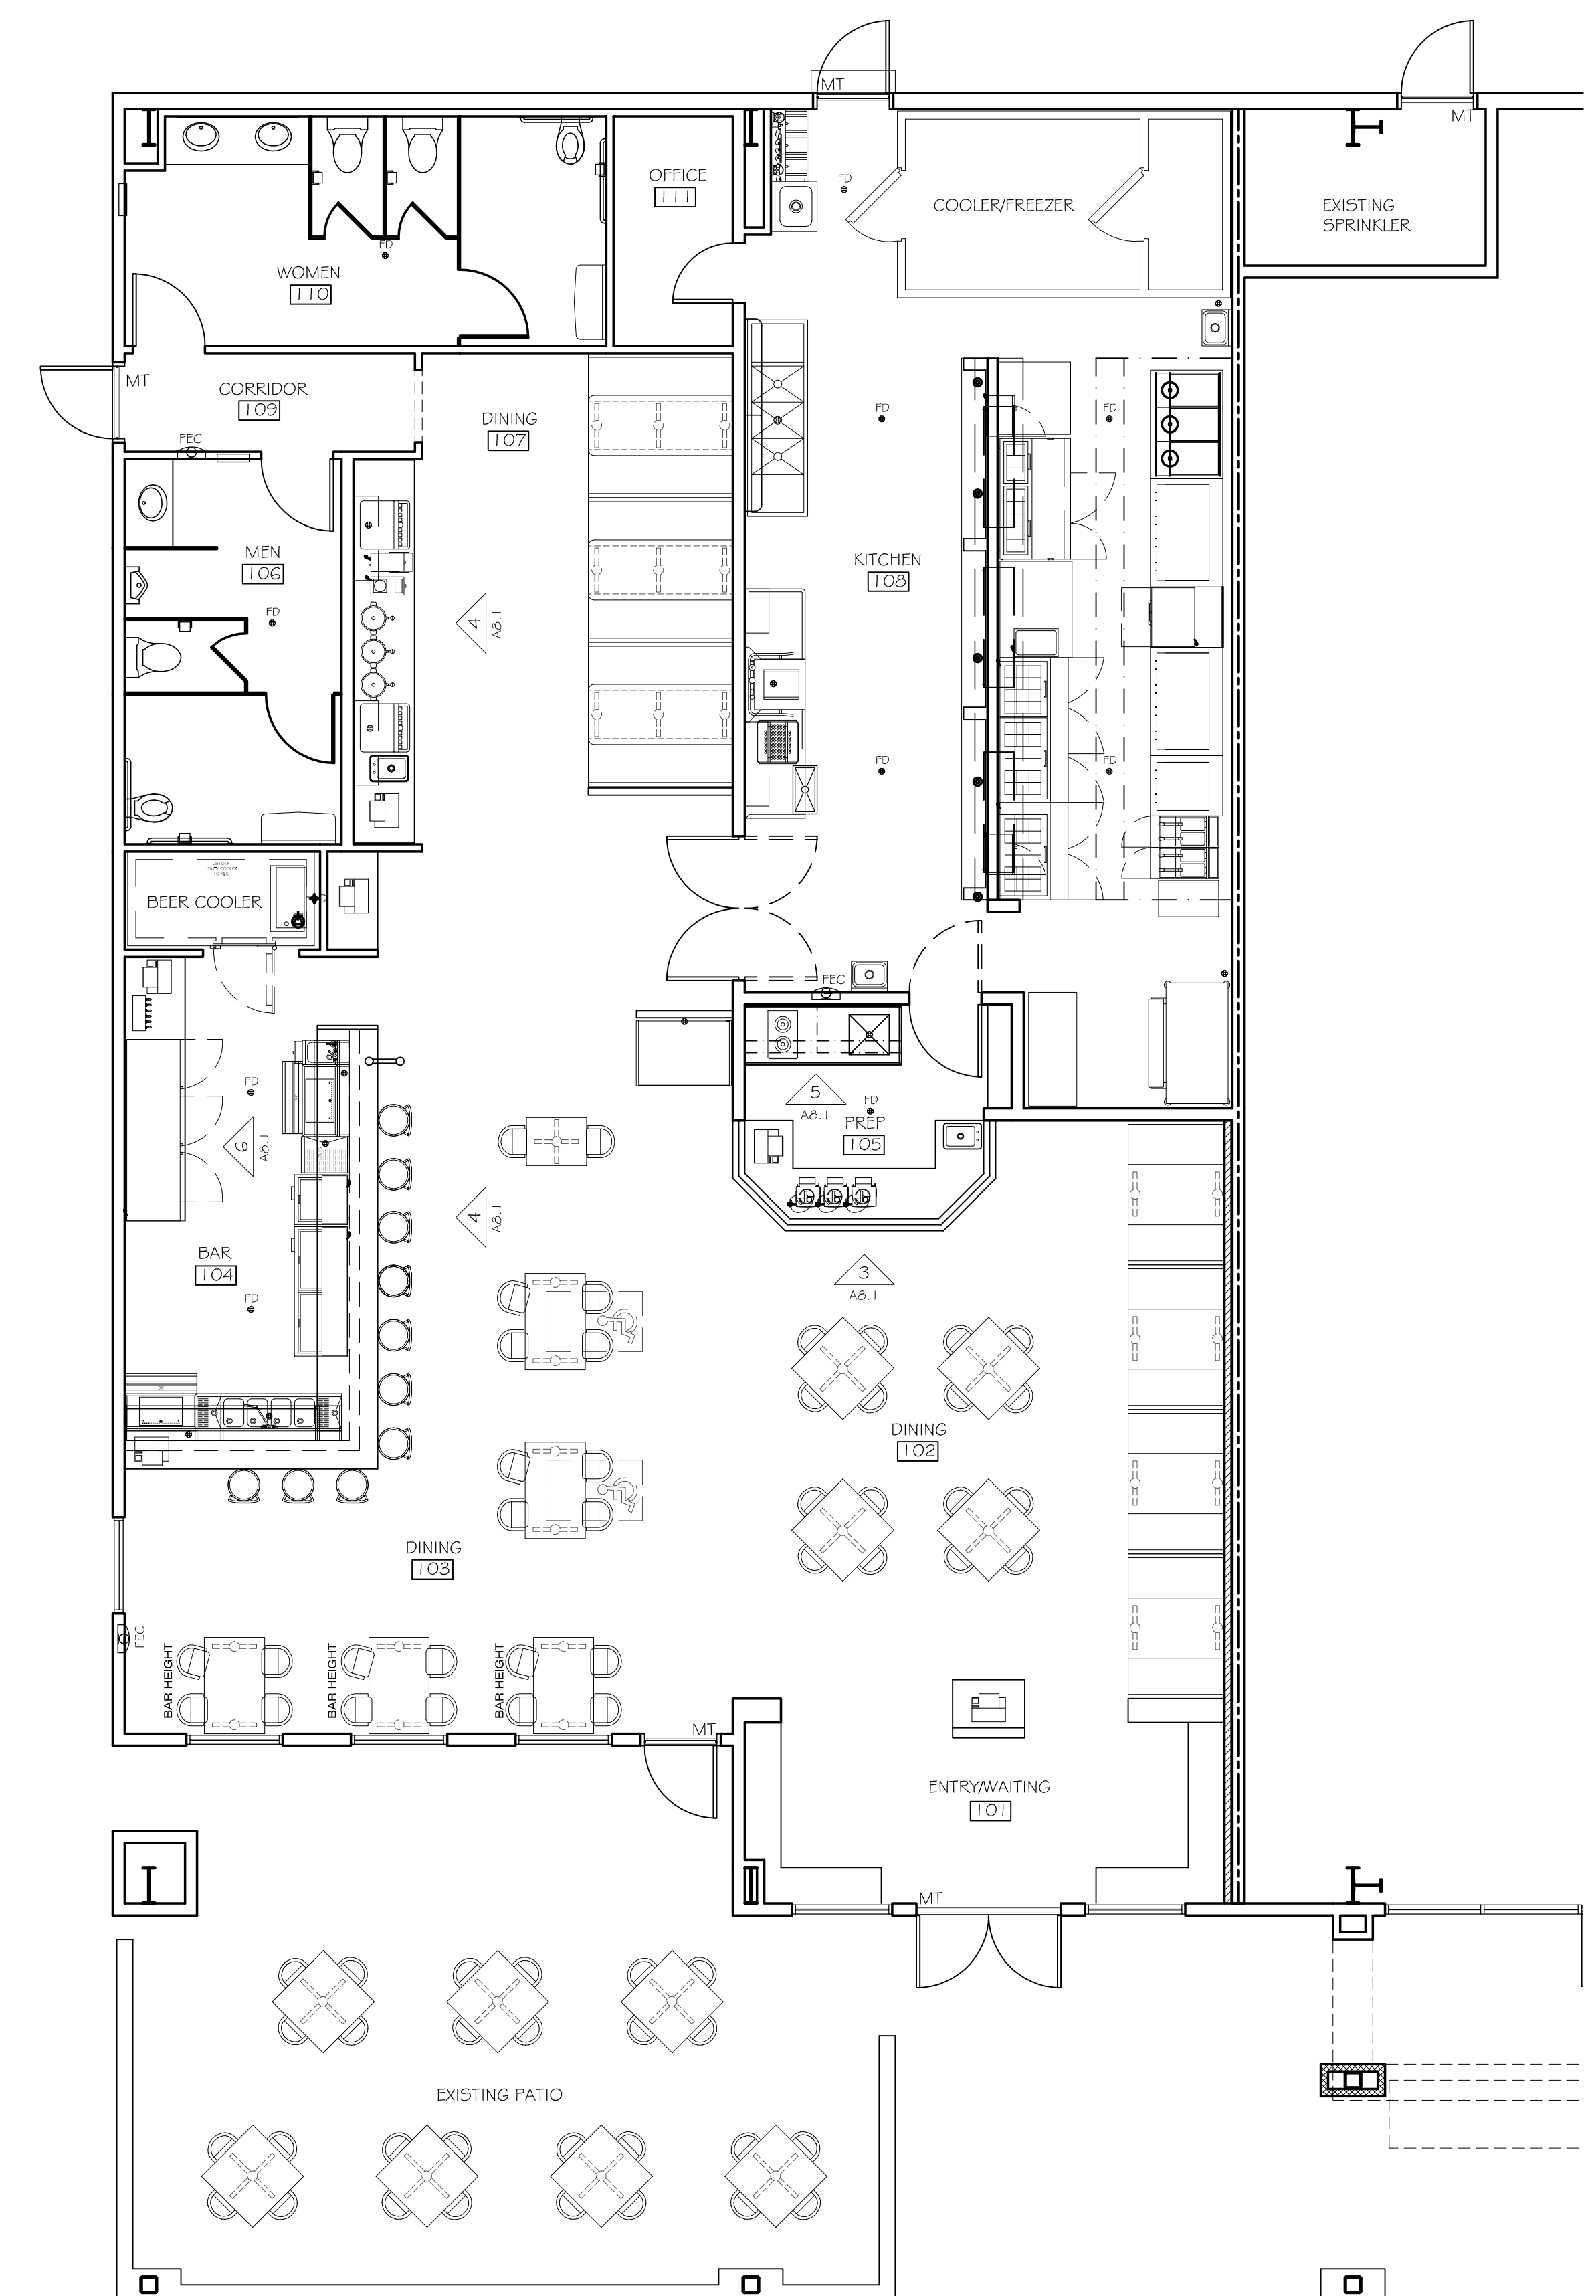 MT
MT
OFFICE
111
FD
COOLER/FREEZER
EXISTING
SPRINKLER
FD
WOMEN
110
MT
CORRIDOR
109
DINING
107
FD
FD
FEC
MEN
106
KITCHEN
108
FD
4
A8.1
FD
FD
BEER COOLER
FEC
FD
5
A8.1
FD
PREP
105
6
A8.1
4
A8.1
BAR
104
3
A8.1
FD
DINING
102
DINING
103
FEC
BAR HEIGHT
BAR HEIGHT
BAR HEIGHT
MT
ENTRY/WAITING
101
MT
EXISTING PATIO